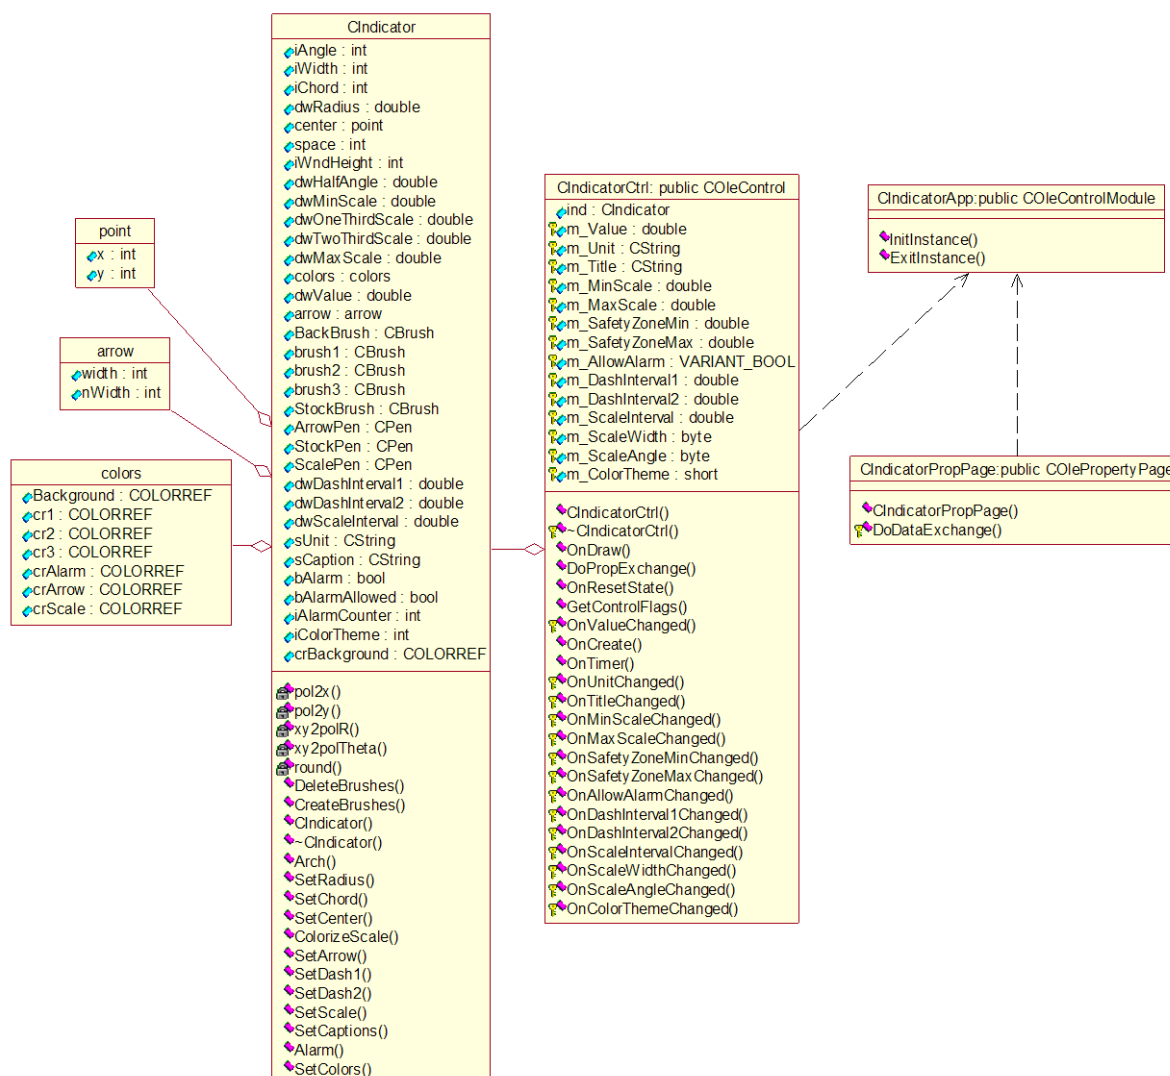 CIndicator
iAngle : int
iWidth : int
iChord : int
dwRadius : double
center : point
space : int
iWndHeight : int
dwHalfAngle : double
dwMinScale : double
dwOneThirdScale : double
dwTwoThirdScale : double
dwMaxScale : double
colors : colors
dwValue : double
arrow : arrow
BackBrush : CBrush
brush1 : CBrush
brush2 : CBrush
brush3 : CBrush
StockBrush : CBrush
ArrowPen : CPen
StockPen : CPen
ScalePen : CPen
dwDashInterval1 : double
dwDashInterval2 : double
dwScaleInterval : double
sUnit : CString
sCaption : CString
bAlarm : bool
bAlarmAllowed : bool
iAlarmCounter : int
iColorTheme : int
crBackground : COLORREF
pol2x()
pol2y()
xy2polR()
xy2polTheta()
round()
DeleteBrushes()
CreateBrushes()
CIndicator()
~CIndicator()
Arch()
SetRadius()
SetChord()
SetCenter()
ColorizeScale()
SetArrow()
SetDash1()
SetDash2()
SetScale()
SetCaptions()
Alarm()
SetColors()
point
x : int
y : int
arrow
width : int
nWidth : int
colors
Background : COLORREF
cr1 : COLORREF
cr2 : COLORREF
cr3 : COLORREF
crAlarm : COLORREF
crArrow : COLORREF
crScale : COLORREF
CIndicatorCtrl: public COleControl
ind : CIndicator
m_Value : double
m_Unit : CString
m_Title : CString
m_MinScale : double
m_MaxScale : double
m_SafetyZoneMin : double
m_SafetyZoneMax : double
m_AllowAlarm : VARIANT_BOOL
m_DashInterval1 : double
m_DashInterval2 : double
m_ScaleInterval : double
m_ScaleWidth : byte
m_ScaleAngle : byte
m_ColorTheme : short
CIndicatorCtrl()
~CIndicatorCtrl()
OnDraw()
DoPropExchange()
OnResetState()
GetControlFlags()
OnValueChanged()
OnCreate()
OnTimer()
OnUnitChanged()
OnTitleChanged()
OnMinScaleChanged()
OnMaxScaleChanged()
OnSafetyZoneMinChanged()
OnSafetyZoneMaxChanged()
OnAllowAlarmChanged()
OnDashInterval1Changed()
OnDashInterval2Changed()
OnScaleIntervalChanged()
OnScaleWidthChanged()
OnScaleAngleChanged()
OnColorThemeChanged()
CIndicatorApp:public COleControlModule
InitInstance()
ExitInstance()
CIndicatorPropPage:public COlePropertyPage
CIndicatorPropPage()
DoDataExchange()